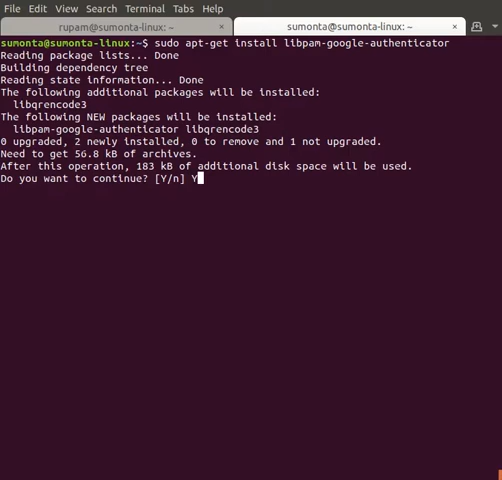 File Edit View Search Terminal Tabs Help
rupam@sumonta-linux: ~ × sumonta@sumonta-linux: ~ ×
sumonta@sumonta-linux:~$ sudo apt-get install libpam-google-authenticator
Reading package lists... Done
Building dependency tree
Reading state information... Done
The following additional packages will be installed:
libqrencode3
The following NEW packages will be installed:
libpam-google-authenticator libqrencode3
0 upgraded, 2 newly installed, 0 to remove and 1 not upgraded.
Need to get 56.8 kB of archives.
After this operation, 183 kB of additional disk space will be used.
Do you want to continue? [Y/n] Y